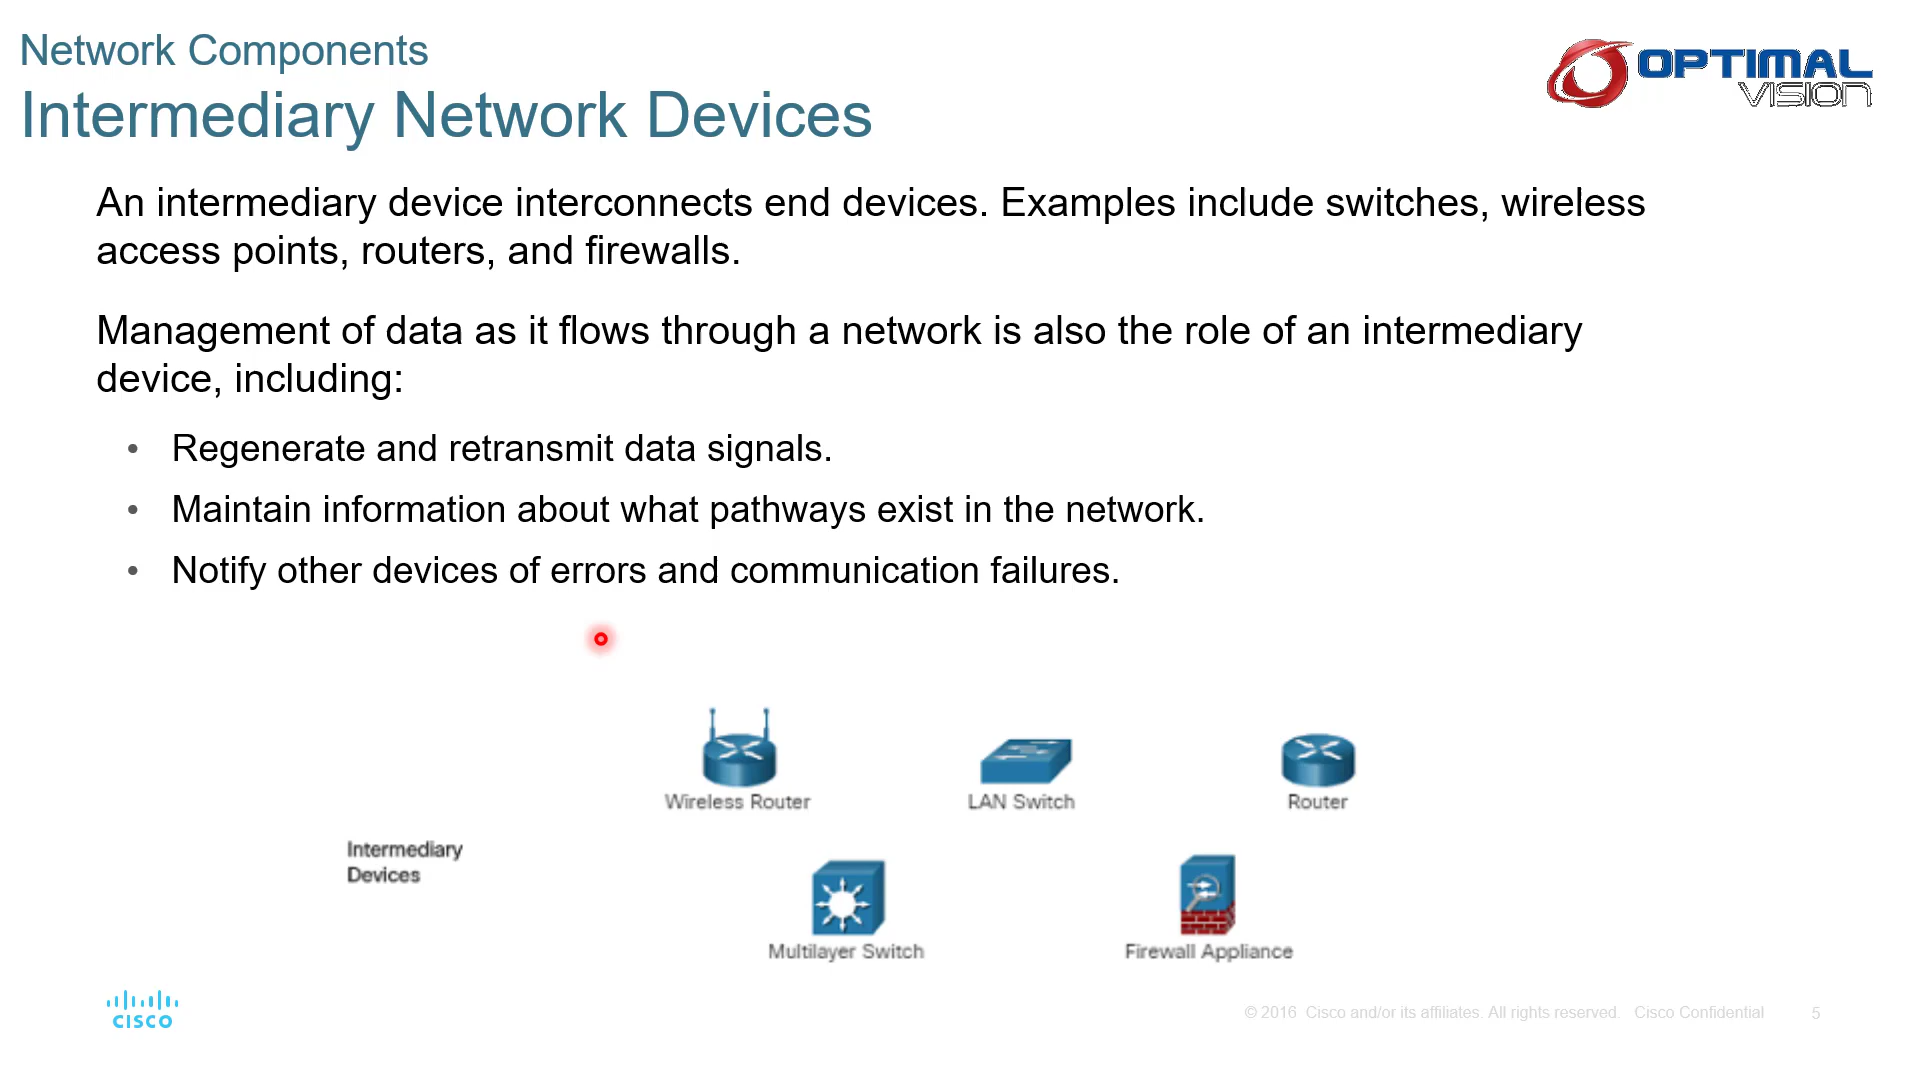 Network Components
OPTIMAL
VISION
Intermediary Network Devices
An intermediary device interconnects end devices. Examples include switches, wireless
access points, routers, and firewalls.
Management of data as it flows through a network is also the role of an intermediary
device, including:
• Regenerate and retransmit data signals.
• Maintain information about what pathways exist in the network.
• Notify other devices of errors and communication failures.
Wireless Router
LAN Switch
Router
Intermediary
Devices
Multilayer Switch
Firewall Appliance
CISCO
© 2016 Cisco and/or its affiliates. All rights reserved. Cisco Confidential
5